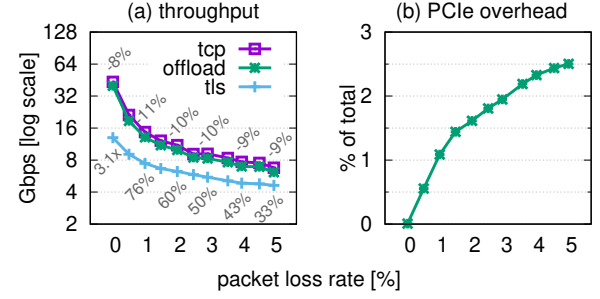 (a) throughput
(b) PCIe overhead
Gbps [log scale]
128
64
32
16
8
4
2
tcp
offload
tls
-8%
-11%
-10%
-10%
-9%
-9%
3.1x
76%
60%
50%
43%
33%
0 1 2 3 4 5
% of total
3
2
1
0
0 1 2 3 4 5
packet loss rate [%]